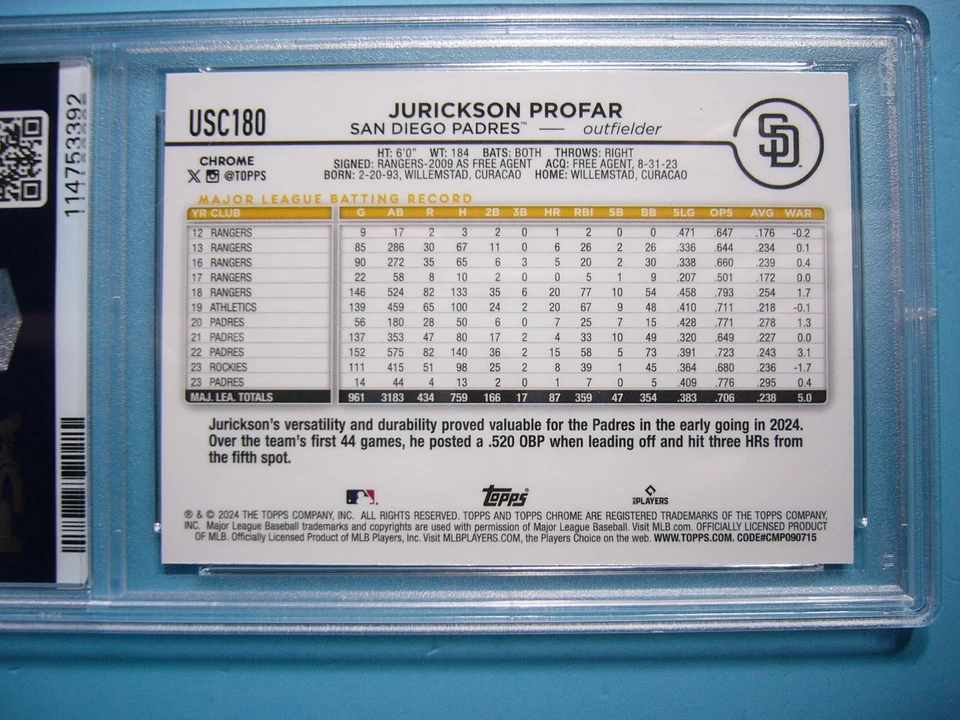 114753392
USC180
JURICKSON PROFAR
SAN DIEGO PADRES™ — outfielder
SD
CHROME
X @TOPPS
HT: 6'0" WT: 184 BATS: BOTH THROWS: RIGHT
SIGNED: RANGERS-2009 AS FREE AGENT ACQ: FREE AGENT, 8-31-23
BORN: 2-20-93, WILLEMSTAD, CURACAO HOME: WILLEMSTAD, CURACAO
MAJOR LEAGUE BATTING RECORD
YR CLUB G AB R H 2B 3B HR RBI SB BB SLG OPS AVG WAR
12 RANGERS 9 17 2 3 2 0 1 2 0 0 .471 .647 .176 -0.2
13 RANGERS 85 286 30 67 11 0 6 26 2 26 .336 .644 .234 0.1
16 RANGERS 90 272 35 65 6 3 5 20 2 30 .338 .660 .239 0.4
17 RANGERS 22 58 8 10 2 0 0 5 1 9 .207 .501 .172 0.0
18 RANGERS 146 524 82 133 35 6 20 77 10 54 .458 .793 .254 1.7
19 ATHLETICS 139 459 65 100 24 2 20 67 9 48 .410 .711 .218 -0.1
20 PADRES 56 180 28 50 6 0 7 25 7 15 .428 .771 .278 1.3
21 PADRES 137 353 47 80 17 2 4 33 10 49 .320 .649 .227 0.0
22 PADRES 152 575 82 140 36 2 15 58 5 73 .391 .723 .243 3.1
23 ROCKIES 111 415 51 98 25 2 8 39 1 45 .364 .680 .236 -1.7
23 PADRES 14 44 4 13 2 0 1 7 0 5 .409 .776 .295 0.4
MAJ. LEA. TOTALS 961 3183 434 759 166 17 87 359 47 354 .383 .706 .238 5.0
Jurickson's versatility and durability proved valuable for the Padres in the early going in 2024.
Over the team's first 44 games, he posted a .520 OBP when leading off and hit three HRs from
the fifth spot.
Topps
PLAYERS
® & © 2024 THE TOPPS COMPANY, INC. ALL RIGHTS RESERVED. TOPPS AND TOPPS CHROME ARE REGISTERED TRADEMARKS OF THE TOPPS COMPANY,
INC. Major League Baseball trademarks and copyrights are used with permission of Major League Baseball. Visit MLB.com. OFFICIALLY LICENSED PRODUCT
OF MLB. Officially Licensed Product of MLB Players, Inc. Visit MLBPLAYERS.COM, the Players Choice on the web. WWW.TOPPS.COM. CODE#CMP090715